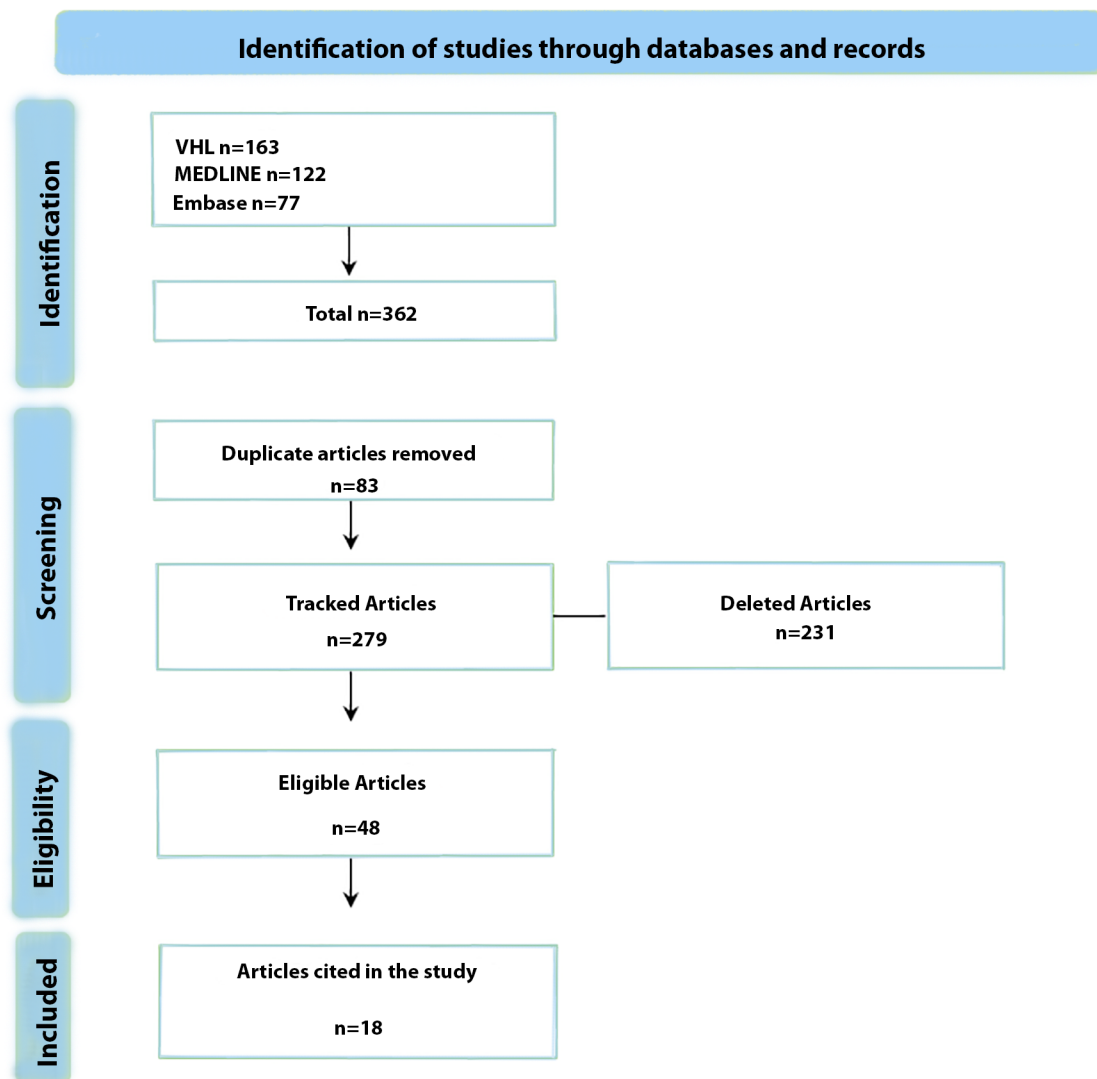 Identification of studies through databases and records
Identification
VHL n=163
MEDLINE n=122
Embase n=77
Total n=362
Screening
Duplicate articles removed
n=83
Tracked Articles
n=279
Deleted Articles
n=231
Eligibility
Eligible Articles
n=48
Included
Articles cited in the study
n=18